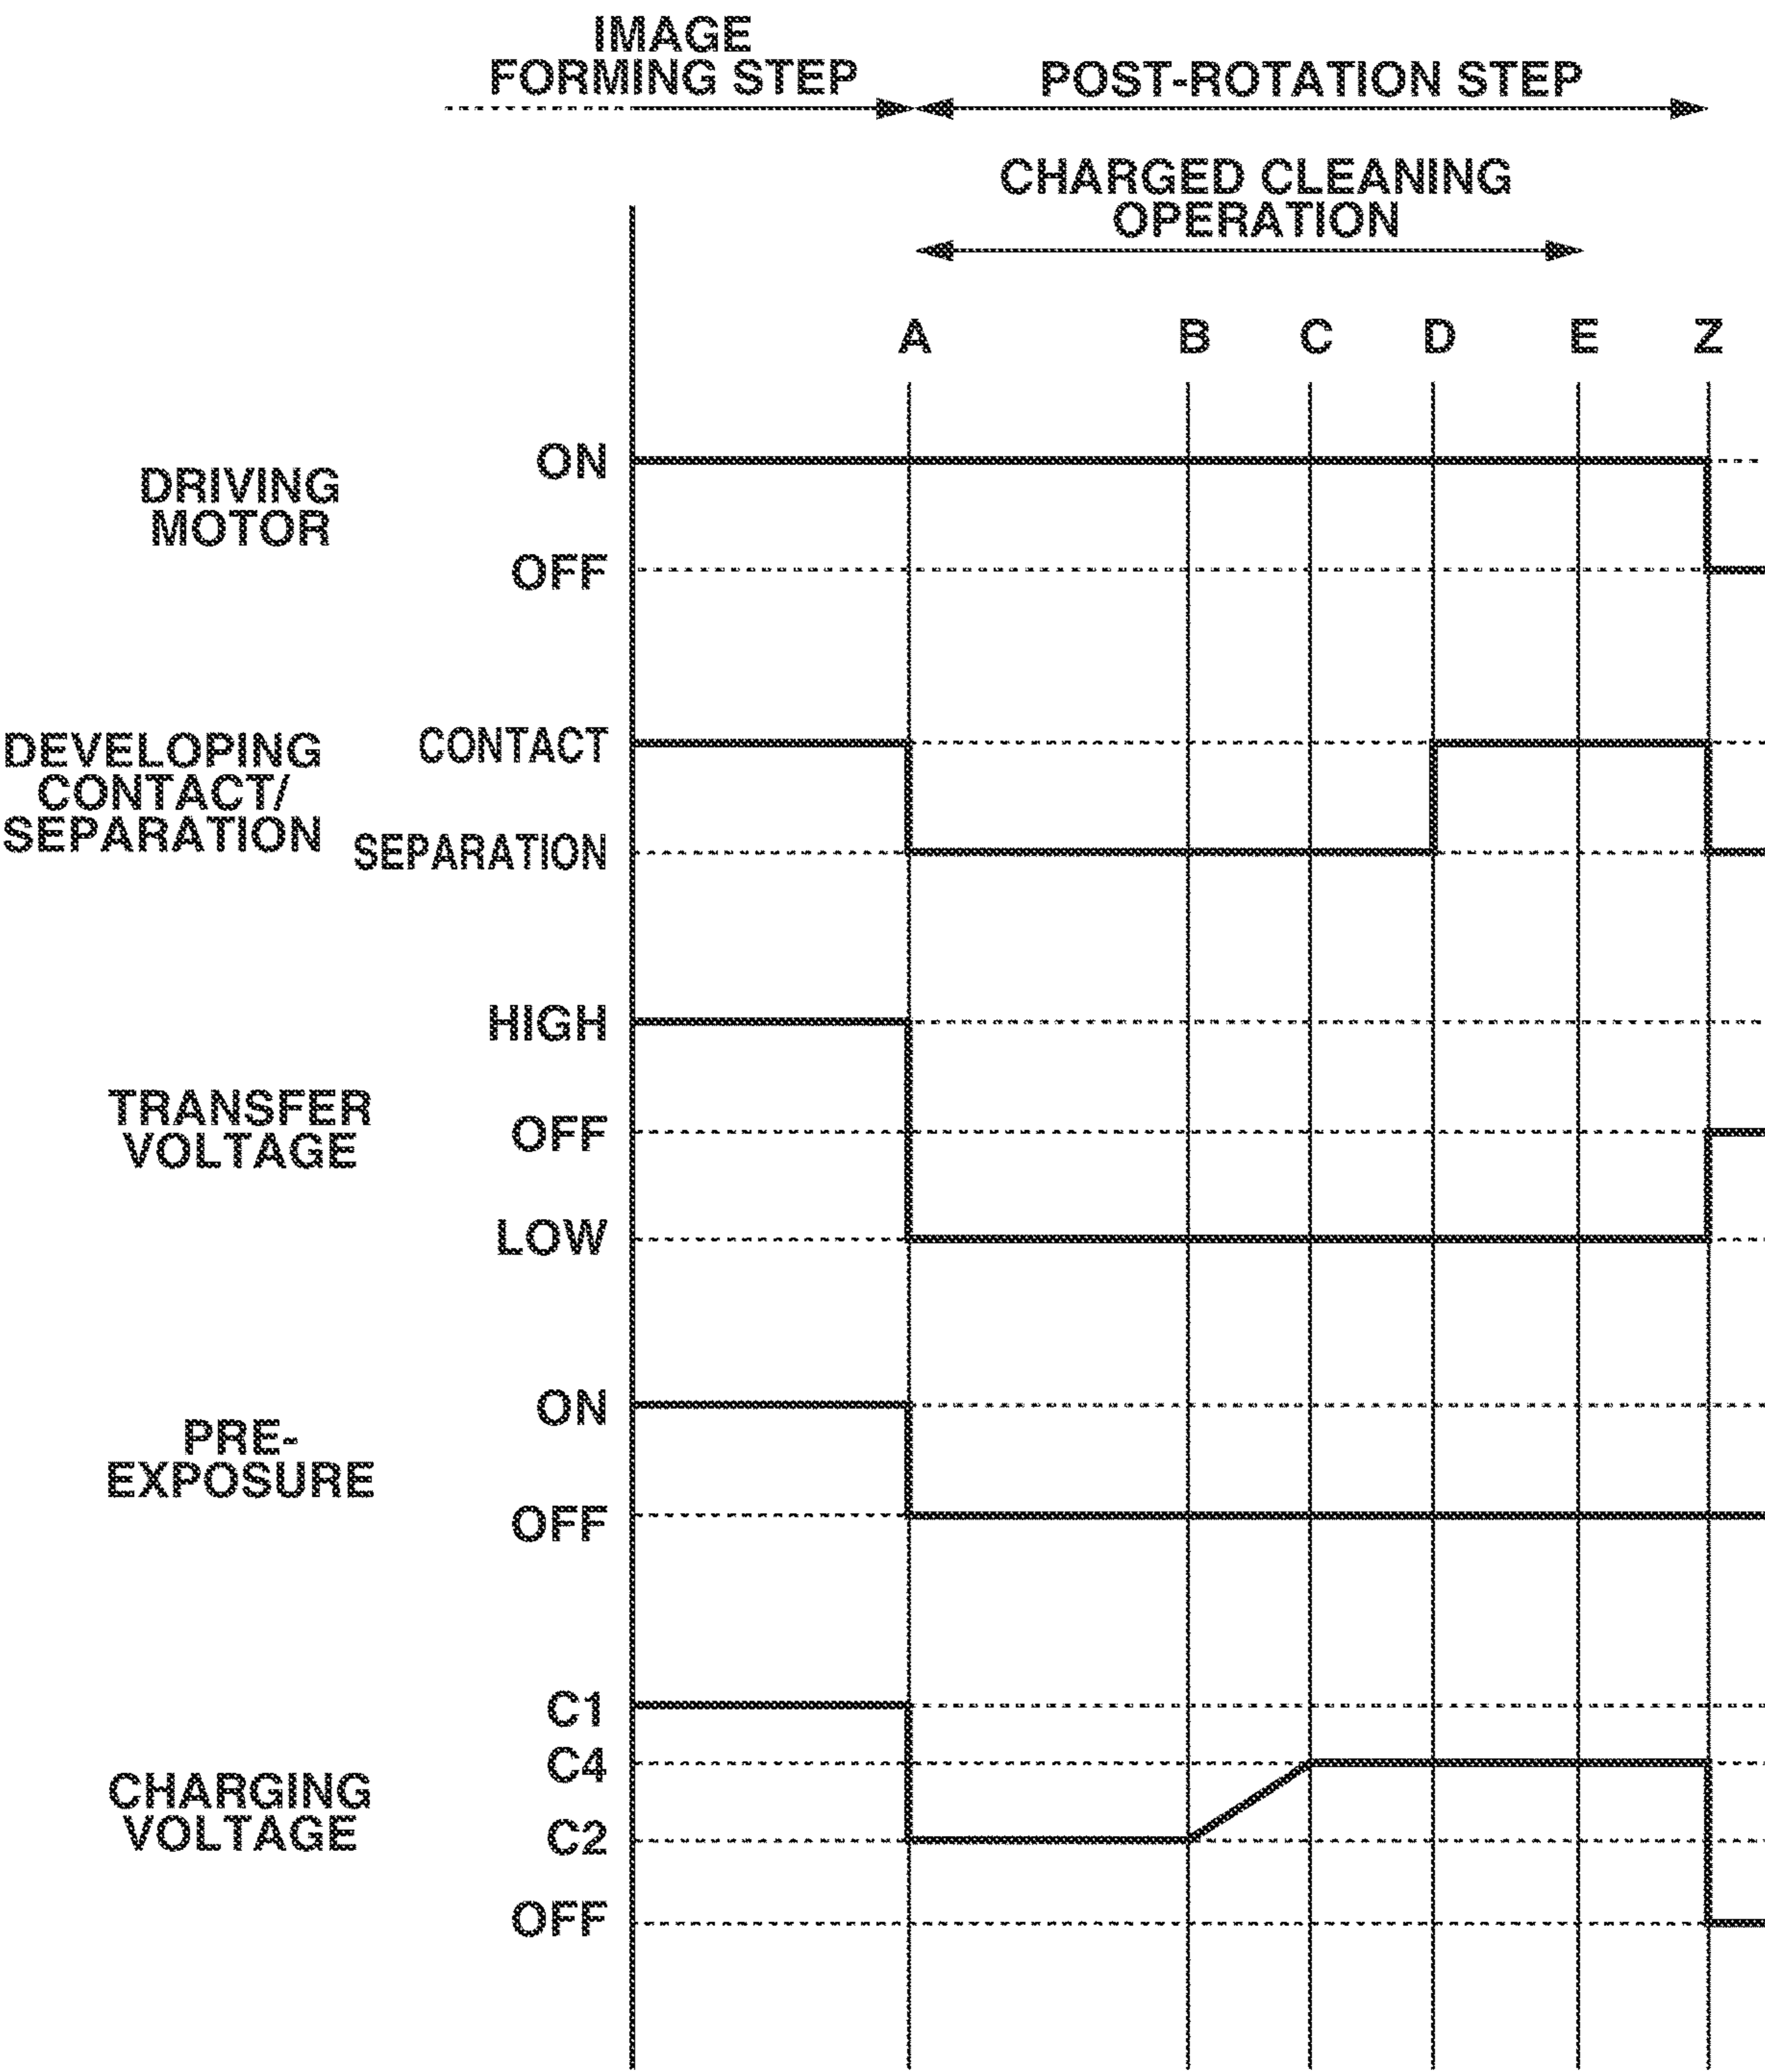 IMAGE
FORMING STEP
POST-ROTATION STEP
CHARGED CLEANING
OPERATION
A B C D E Z
DRIVING
MOTOR
ON
OFF
DEVELOPING
CONTACT/
SEPARATION
CONTACT
SEPARATION
TRANSFER
VOLTAGE
HIGH
OFF
LOW
PRE-
EXPOSURE
ON
OFF
CHARGING
VOLTAGE
C1
C4
C2
OFF